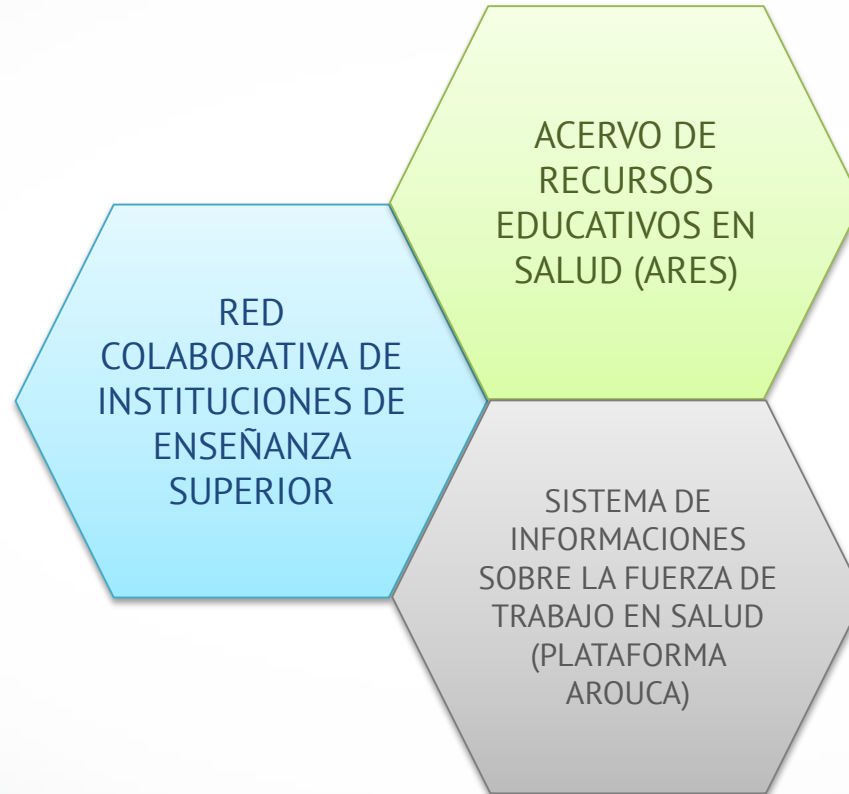 ACERVO DE
RECURSOS
EDUCATIVOS EN
SALUD (ARES)
RED
COLABORATIVA DE
INSTITUCIONES DE
ENSEÑANZA
SUPERIOR
SISTEMA DE
INFORMACIONES
SOBRE LA FUERZA DE
TRABAJO EN SALUD
(PLATAFORMA
AROUCA)